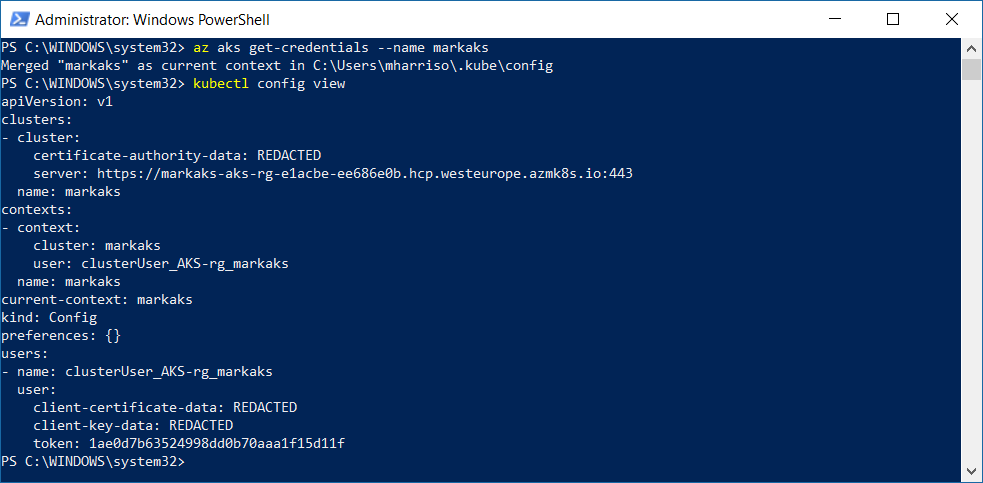 Administrator: Windows PowerShell
PS C:\WINDOWS\system32> az aks get-credentials --name markaks
Merged "markaks" as current context in C:\Users\mharriso\.kube\config
PS C:\WINDOWS\system32> kubectl config view
apiVersion: v1
clusters:
- cluster:
    certificate-authority-data: REDACTED
    server: https://markaks-aks-rg-e1acbe-ee686e0b.hcp.westeurope.azmk8s.io:443
  name: markaks
contexts:
- context:
    cluster: markaks
    user: clusterUser_AKS-rg_markaks
  name: markaks
current-context: markaks
kind: Config
preferences: {}
users:
- name: clusterUser_AKS-rg_markaks
  user:
    client-certificate-data: REDACTED
    client-key-data: REDACTED
    token: 1ae0d7b63524998dd0b70aaa1f15d11f
PS C:\WINDOWS\system32>